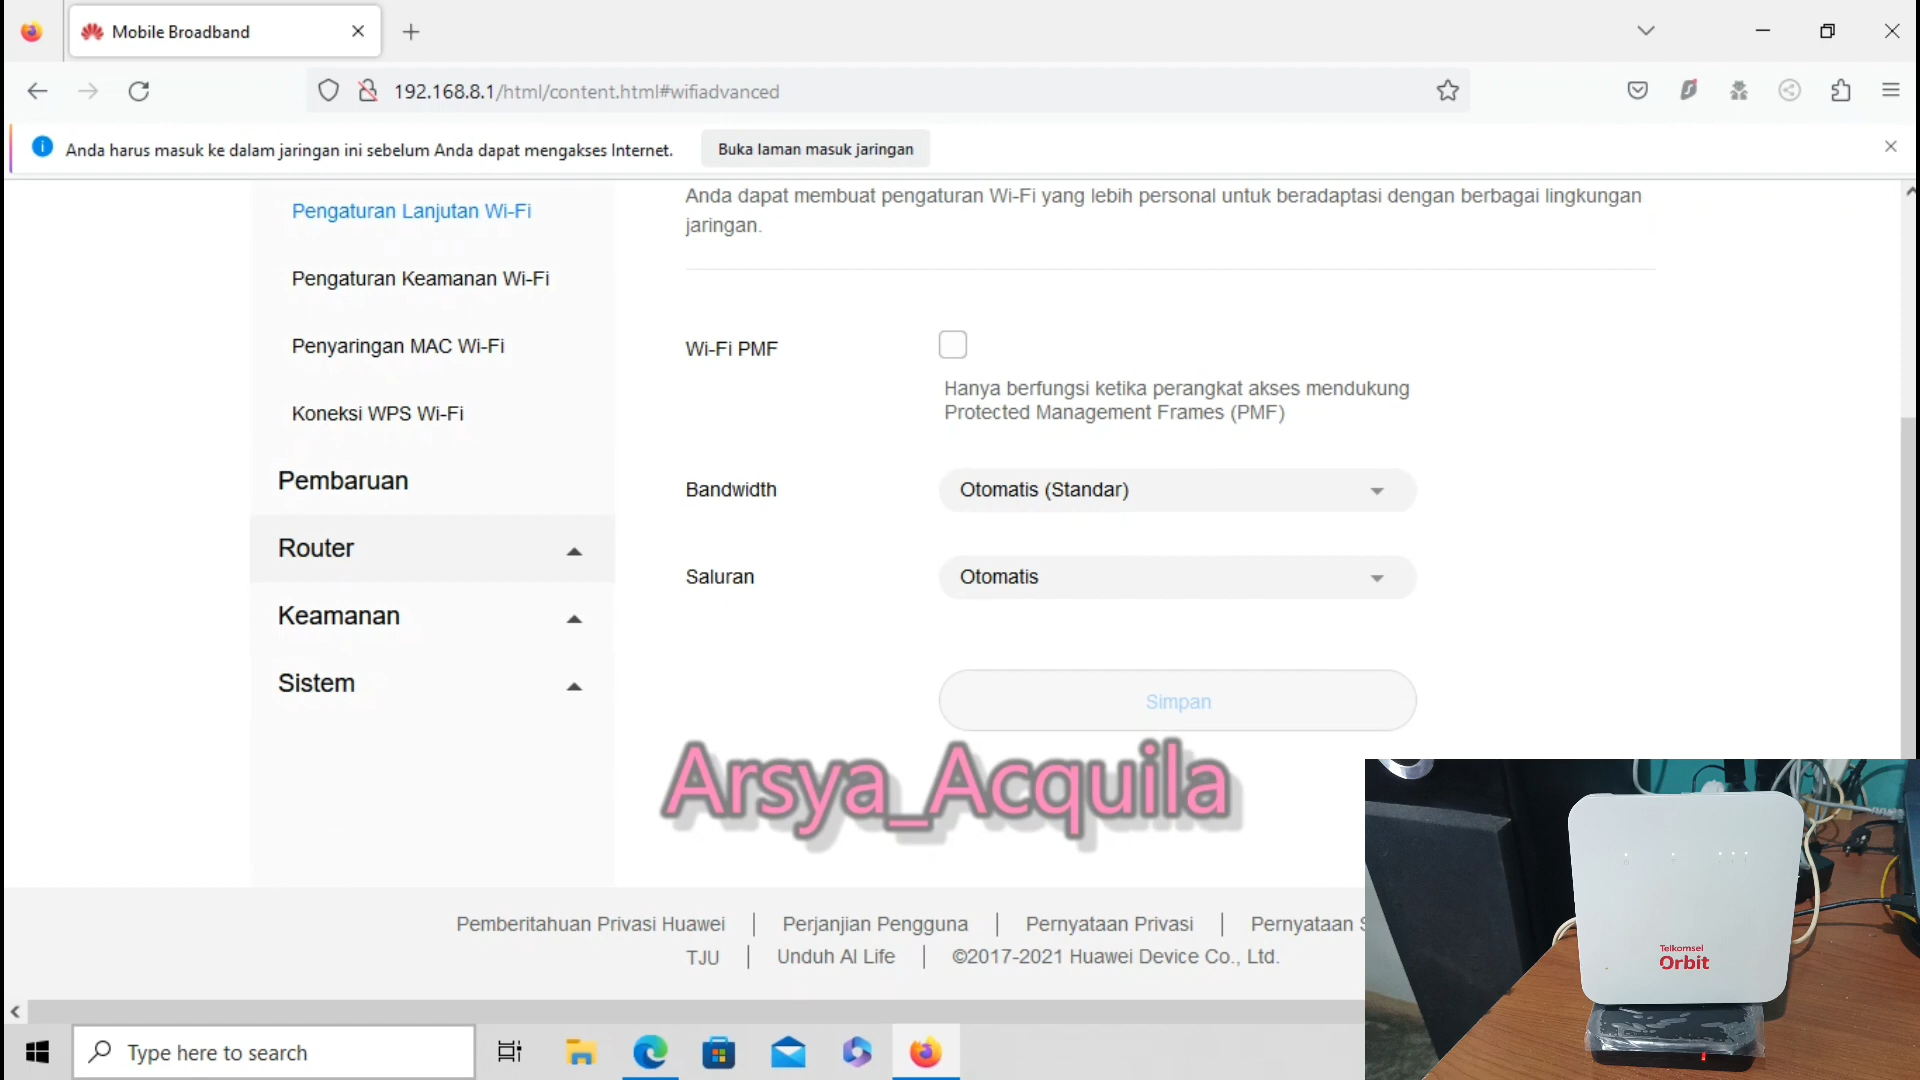 Mobile Broadband
192.168.8.1/html/content.html#wifiadvanced
Anda harus masuk ke dalam jaringan ini sebelum Anda dapat mengakses Internet.
Buka laman masuk jaringan
Pengaturan Lanjutan Wi-Fi
Pengaturan Keamanan Wi-Fi
Penyaringan MAC Wi-Fi
Koneksi WPS Wi-Fi
Pembaruan
Router
Keamanan
Sistem
Anda dapat membuat pengaturan Wi-Fi yang lebih personal untuk beradaptasi dengan berbagai lingkungan
jaringan.
Wi-Fi PMF
Hanya berfungsi ketika perangkat akses mendukung
Protected Management Frames (PMF)
Bandwidth
Otomatis (Standar)
Saluran
Otomatis
Simpan
Arsya_Acquila
Telkomsel
Orbit
Pemberitahuan Privasi Huawei | Perjanjian Pengguna | Pernyataan Privasi | Pernyataan
TJU | Unduh AI Life | ©2017-2021 Huawei Device Co., Ltd.
Type here to search